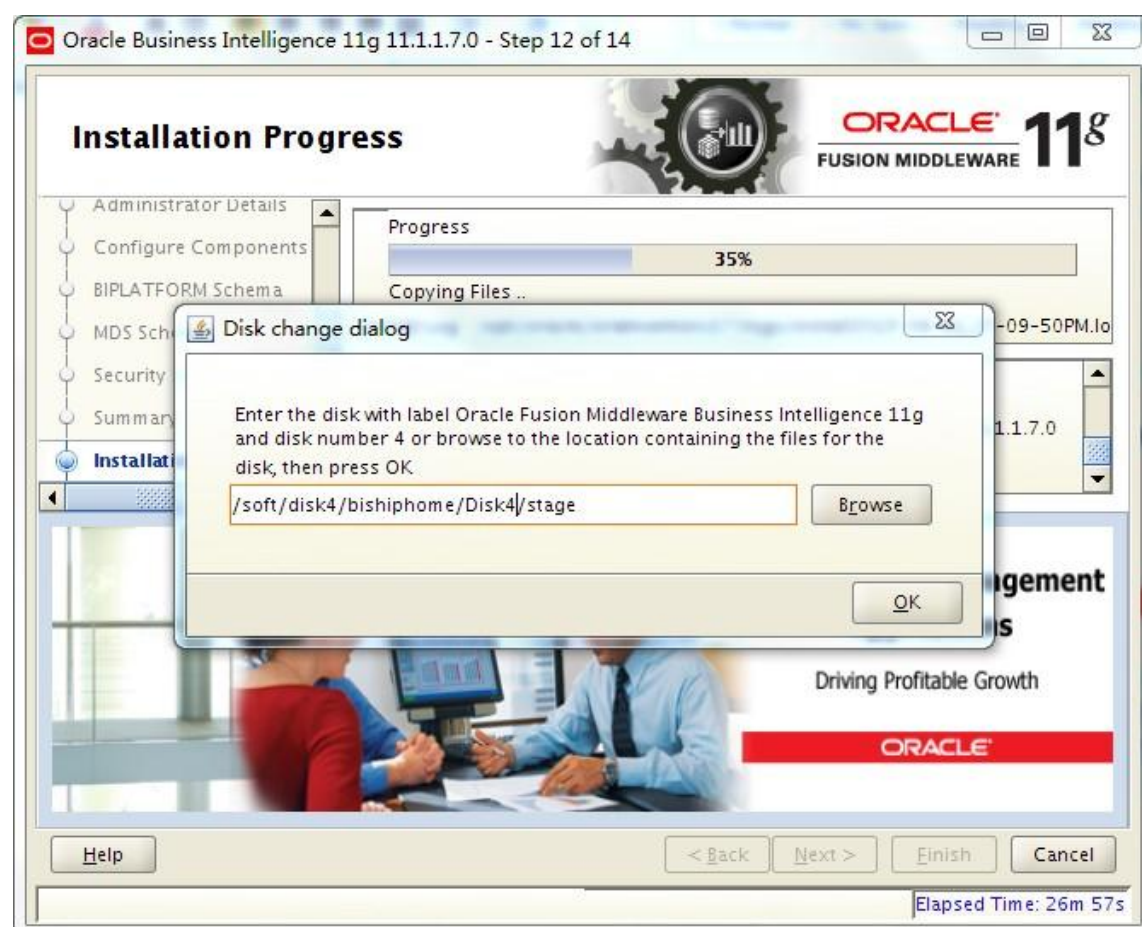 Oracle Business Intelligence 11g 11.1.1.7.0 - Step 12 of 14
Installation Progress
ORACLE
FUSION MIDDLEWARE
11g
Administrator Details
Configure Components
BIPLATFORM Schema
MDS Sch
Security
Summary
Installati
Progress
35%
Copying Files ..
-09-50PM.lo
1.1.7.0
Disk change dialog
Enter the disk with label Oracle Fusion Middleware Business Intelligence 11g
and disk number 4 or browse to the location containing the files for the
disk, then press OK
/soft/disk4/bishiphome/Disk4/stage
Browse
OK
Driving Profitable Growth
ORACLE
Help
< Back
Next >
Finish
Cancel
Elapsed Time: 26m 57s